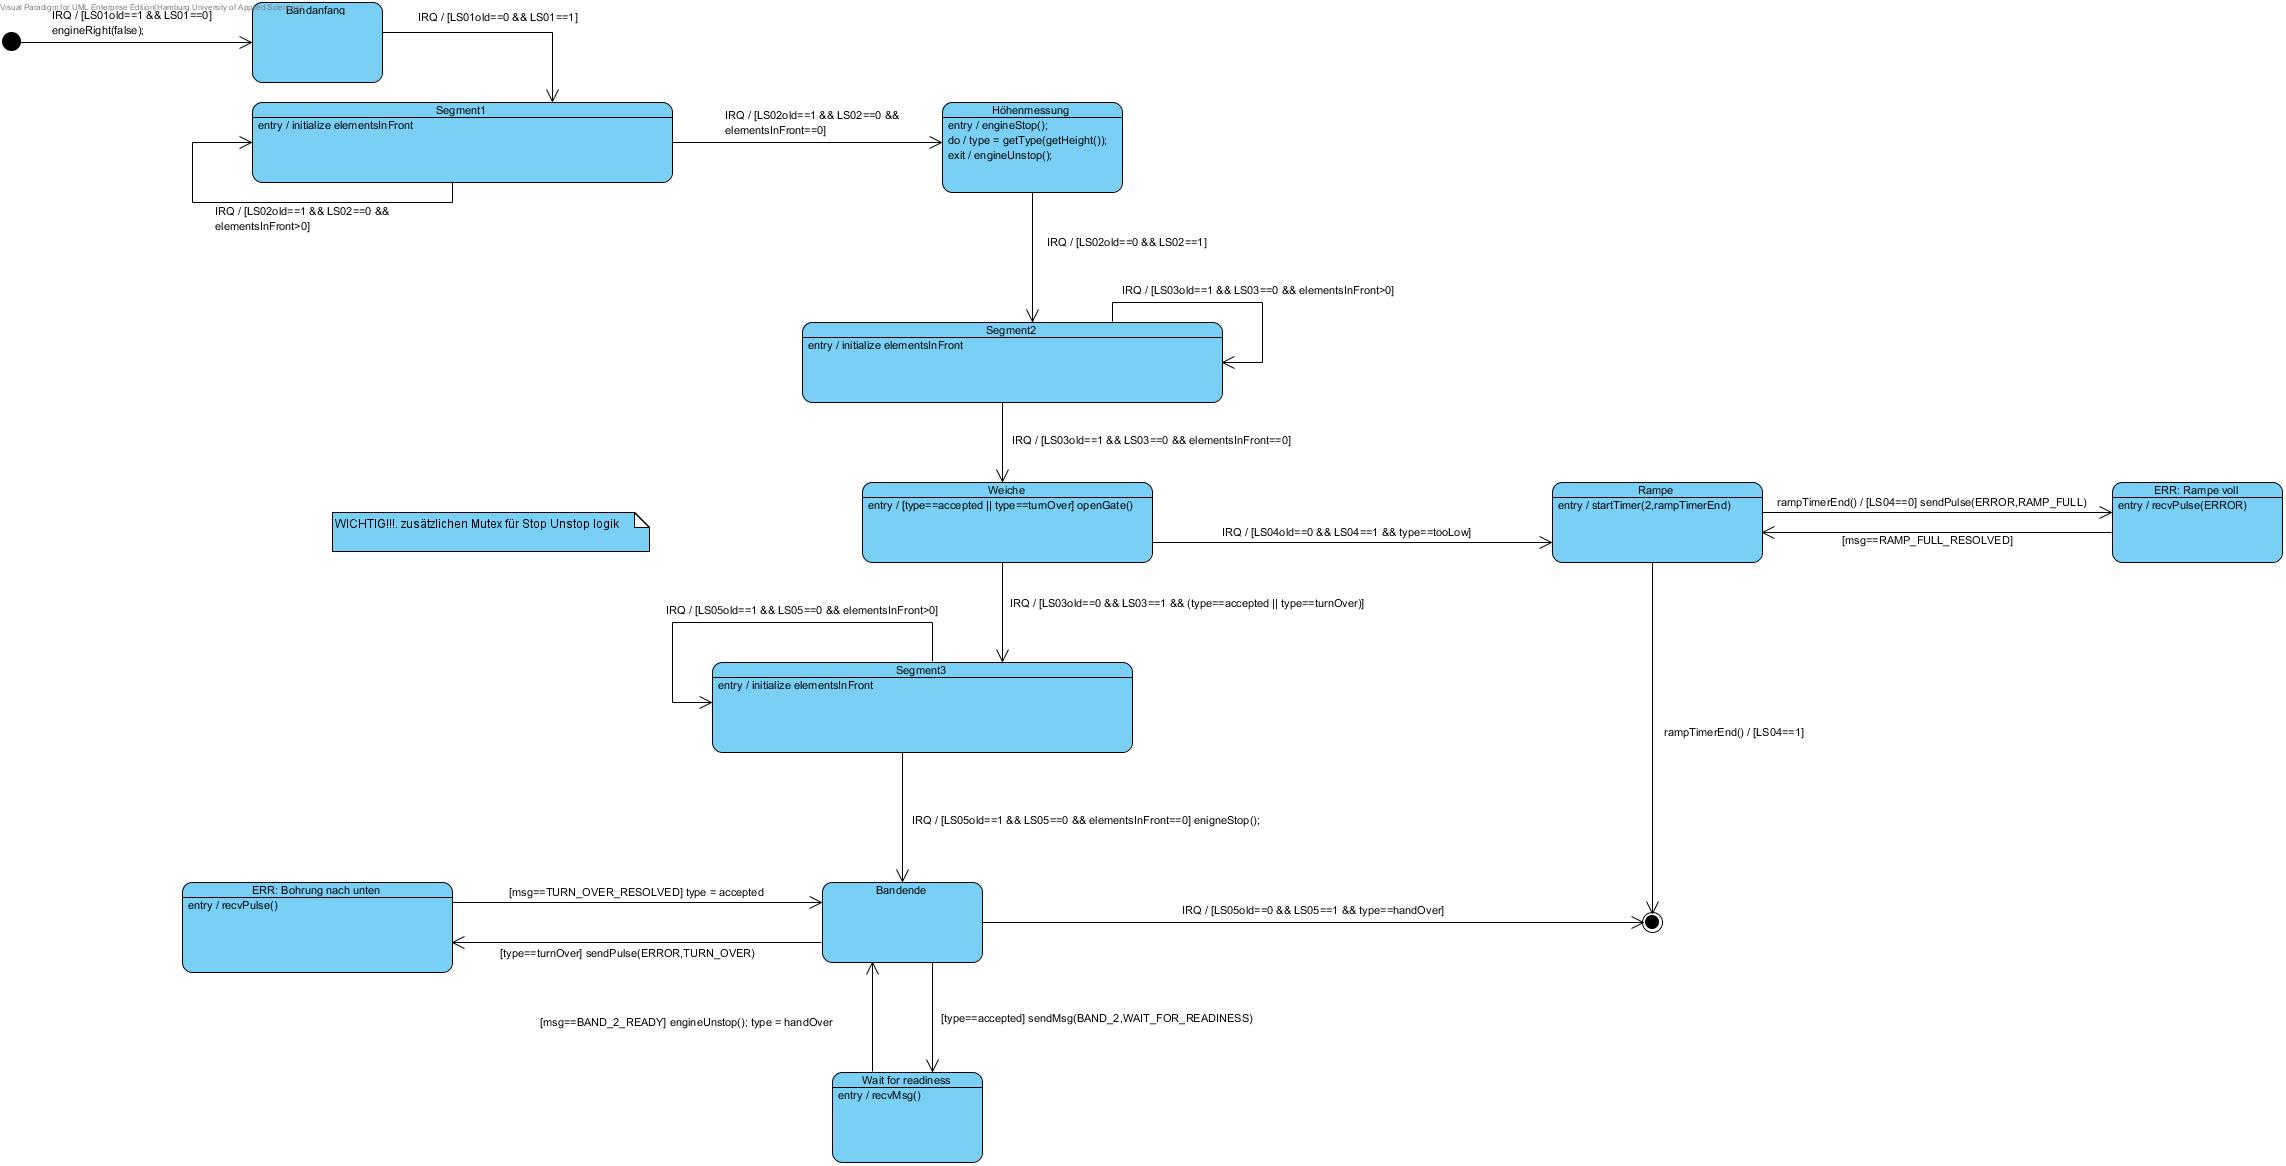 Visual Paradigm for UML Enterprise Edition(Hamburg University of Applied Sciences)
IRQ / [LS01old==1 && LS01==0]
engineRight(false);
Bandanfang
IRQ / [LS01old==0 && LS01==1]
Segment1
entry / initialize elementsInFront
IRQ / [LS02old==1 && LS02==0 &&
elementsInFront>0]
IRQ / [LS02old==1 && LS02==0 &&
elementsInFront==0]
Höhenmessung
entry / engineStop();
do / type = getType(getHeight());
exit / engineUnstop();
IRQ / [LS02old==0 && LS02==1]
IRQ / [LS03old==1 && LS03==0 && elementsInFront>0]
Segment2
entry / initialize elementsInFront
IRQ / [LS03old==1 && LS03==0 && elementsInFront==0]
Weiche
entry / [type==accepted || type==turnOver] openGate()
IRQ / [LS04old==0 && LS04==1 && type==tooLow]
Rampe
entry / startTimer(2,rampTimerEnd)
rampTimerEnd() / [LS04==0] sendPulse(ERROR,RAMP_FULL)
[msg==RAMP_FULL_RESOLVED]
ERR: Rampe voll
entry / recvPulse(ERROR)
WICHTIG!!!. zusätzlichen Mutex für Stop Unstop logik
IRQ / [LS03old==0 && LS03==1 && (type==accepted || type==turnOver)]
IRQ / [LS05old==1 && LS05==0 && elementsInFront>0]
Segment3
entry / initialize elementsInFront
rampTimerEnd() / [LS04==1]
IRQ / [LS05old==1 && LS05==0 && elementsInFront==0] enigneStop();
ERR: Bohrung nach unten
entry / recvPulse()
[msg==TURN_OVER_RESOLVED] type = accepted
[type==turnOver] sendPulse(ERROR,TURN_OVER)
Bandende
IRQ / [LS05old==0 && LS05==1 && type==handOver]
[msg==BAND_2_READY] engineUnstop(); type = handOver
[type==accepted] sendMsg(BAND_2,WAIT_FOR_READINESS)
Wait for readiness
entry / recvMsg()